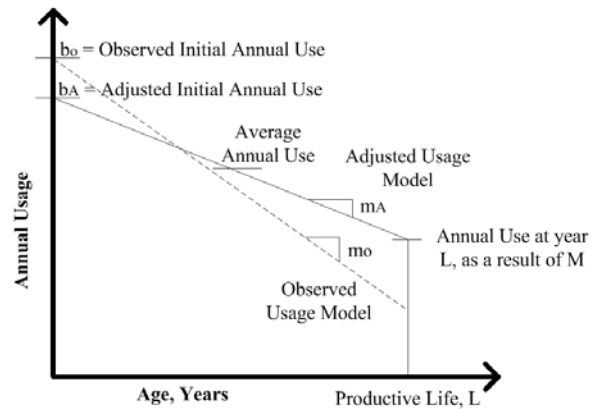 bo = Observed Initial Annual Use
bA = Adjusted Initial Annual Use
Average
Annual Use
Adjusted Usage
Model
mA
Annual Use at year
L, as a result of M
mo
Observed
Usage Model
Annual Usage
Age, Years
Productive Life, L